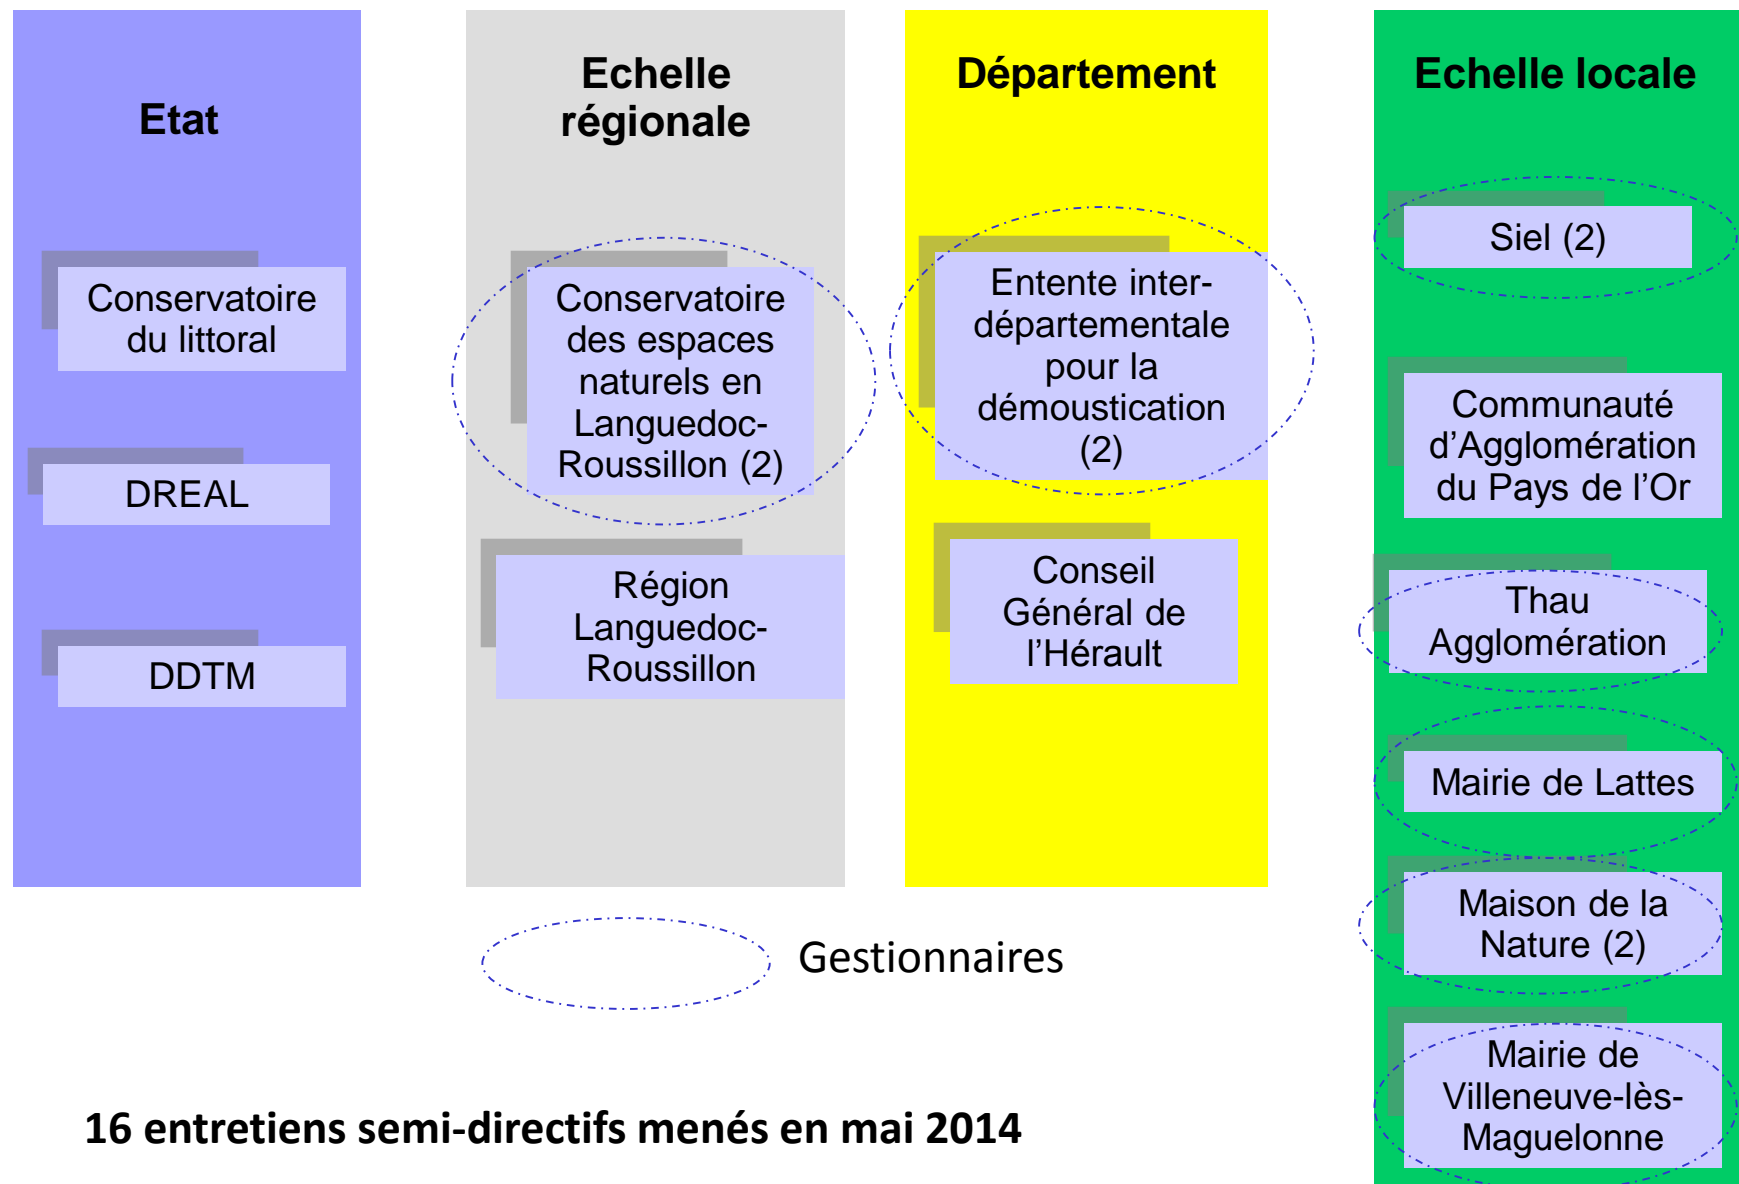 Etat
Conservatoire
du littoral
DREAL
DDTM
Echelle
régionale
Conservatoire
des espaces
naturels en
Languedoc-
Roussillon (2)
Région
Languedoc-
Roussillon
Département
Entente inter-
départementale
pour la
démoustication
(2)
Conseil
Général de
l’Hérault
Echelle locale
Siel (2)
Communauté
d’Agglomération
du Pays de l’Or
Thau
Agglomération
Mairie de Lattes
Maison de la
Nature (2)
Mairie de
Villeneuve-lès-
Maguelonne
Gestionnaires
16 entretiens semi-directifs menés en mai 2014